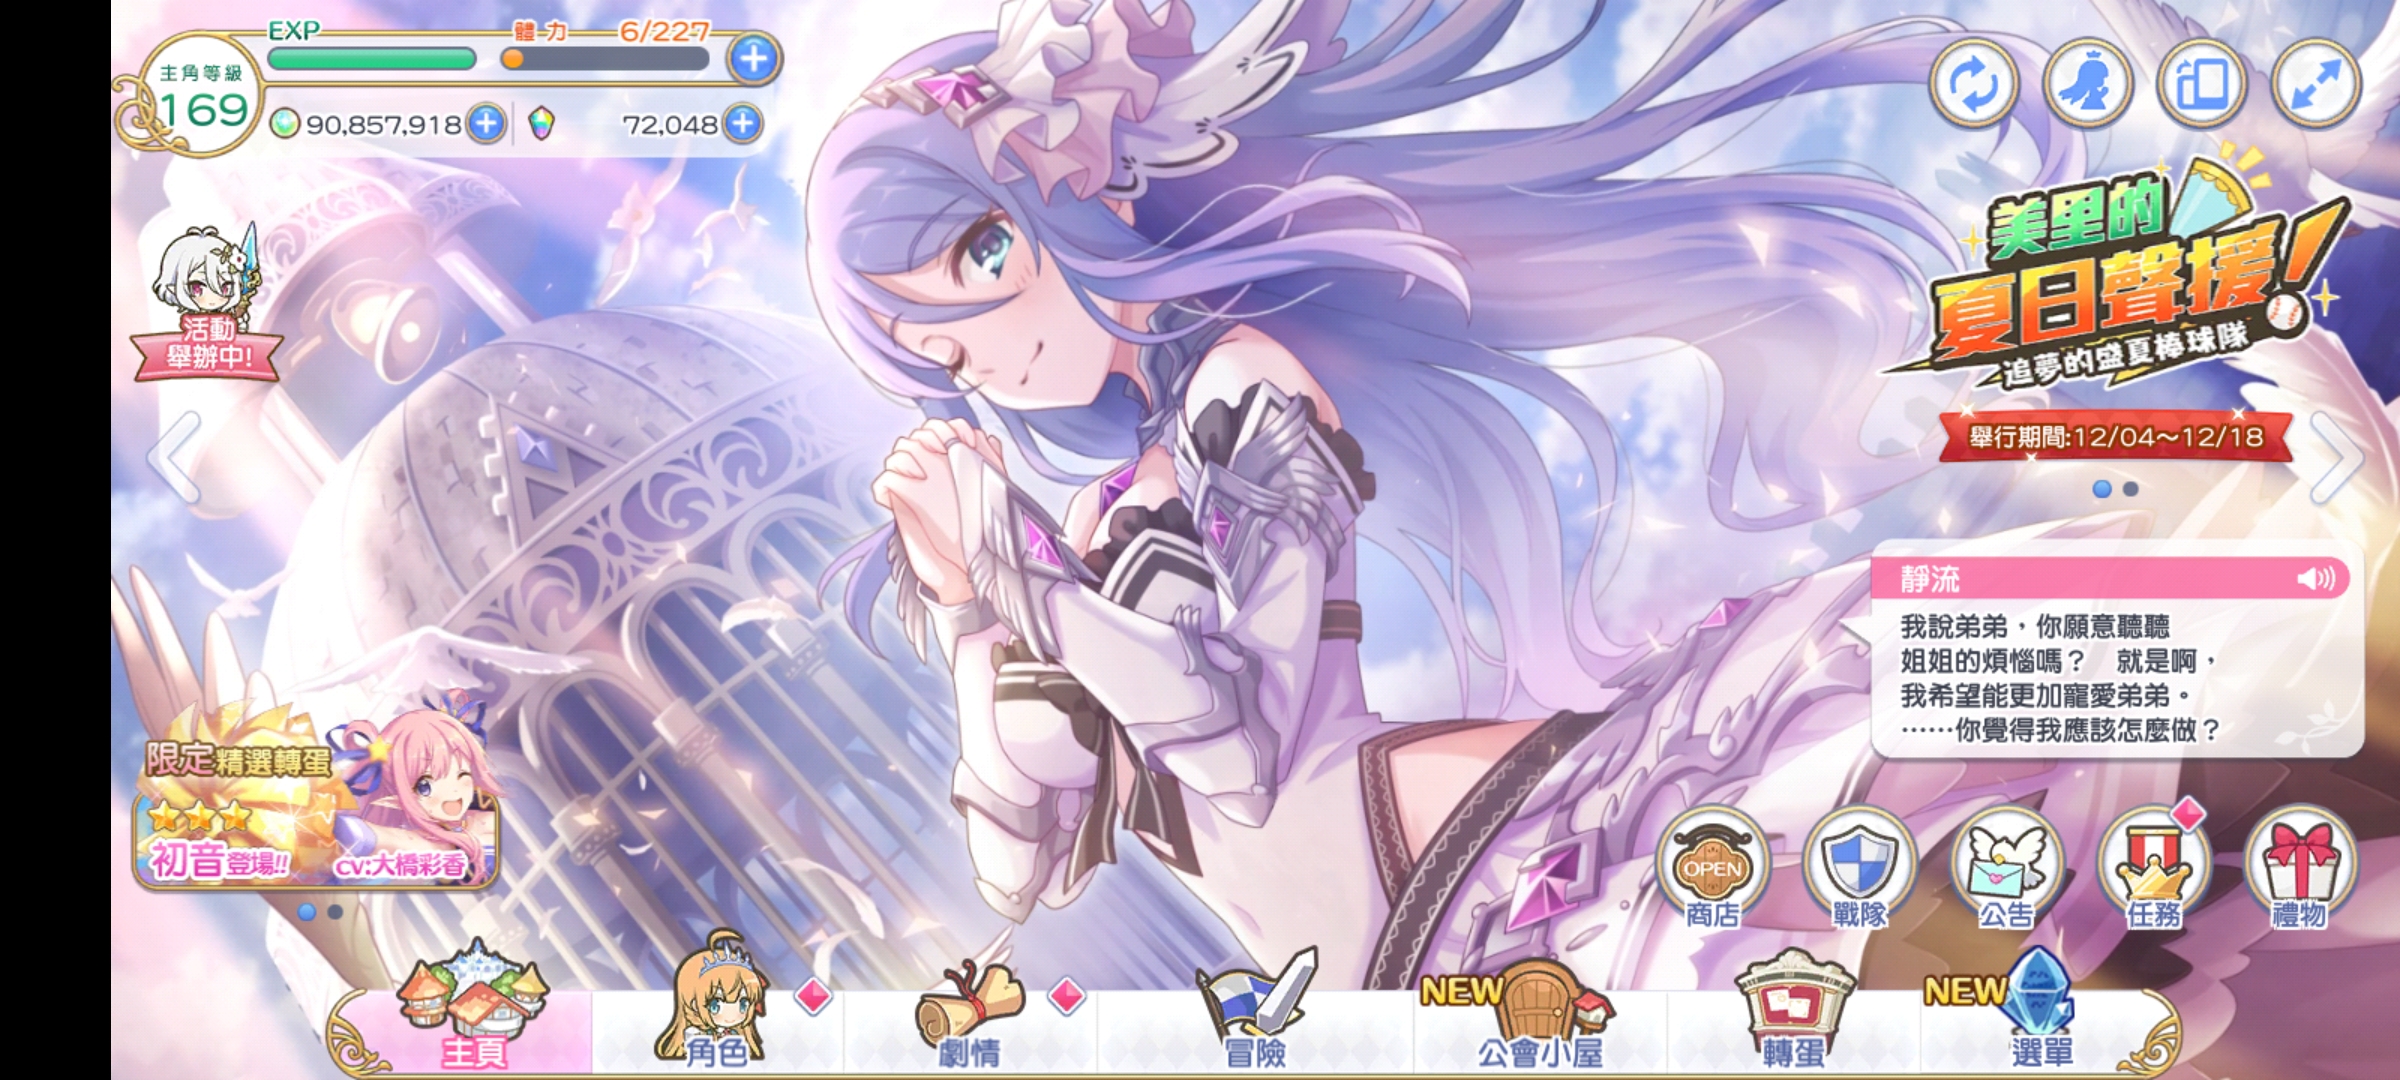 EXP
體力 6/227
主角等級
169
90,857,918
72,048
活動
舉辦中!
美里的
夏日聲援!
追夢的盛夏棒球隊
舉行期間:12/04～12/18
靜流
我說弟弟，你願意聽聽
姐姐的煩惱嗎？　就是啊，
我希望能更加寵愛弟弟。
……你覺得我應該怎麼做？
限定精選轉蛋
初音登場!!
cv:大橋彩香
OPEN
商店
戰隊
公告
任務
禮物
主頁
角色
劇情
冒險
NEW
公會小屋
轉蛋
NEW
選單